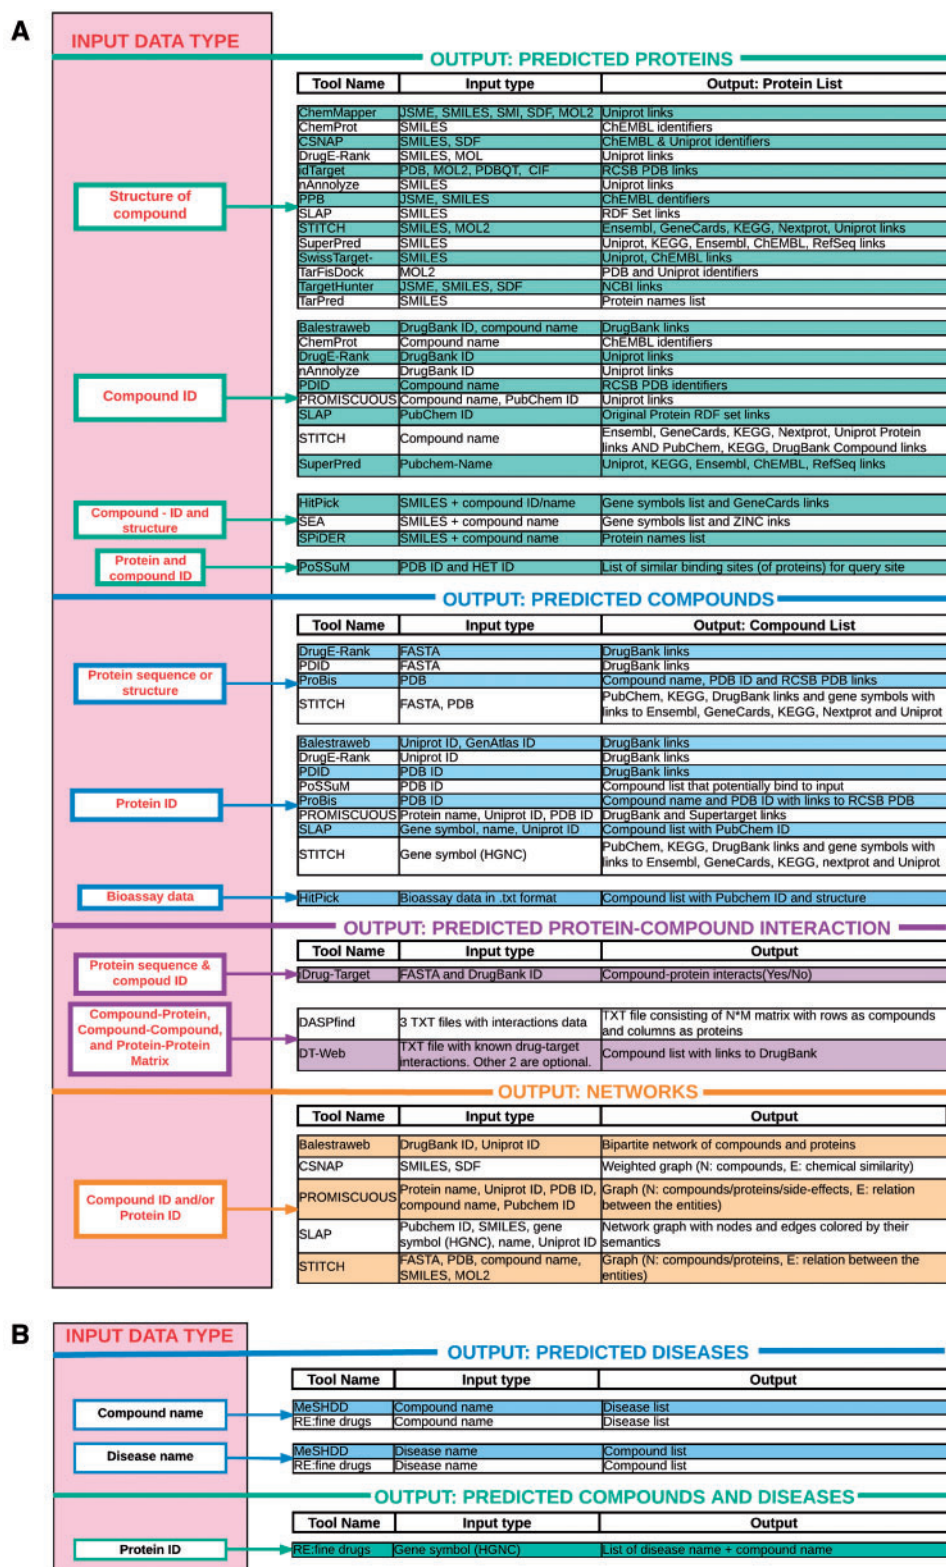 A
INPUT DATA TYPE
OUTPUT: PREDICTED PROTEINS
Tool Name Input type Output: Protein List
Structure of
compound
ChemMapper JSME, SMILES, SMI, SDF, MOL2 Uniprot links
ChemProt SMILES ChEMBL identifiers
CSNAP SMILES, SDF ChEMBL & Uniprot identifiers
DrugE-Rank SMILES, MOL Uniprot links
idTarget PDB, MOL2, PDBQT, CIF RCSB PDB links
nAnnolyze SMILES Uniprot links
PPB JSME, SMILES ChEMBL dentifiers
SLAP SMILES RDF Set links
STITCH SMILES, MOL2 Ensembl, GeneCards, KEGG, Nextprot, Uniprot links
SuperPred SMILES Uniprot, KEGG, Ensembl, ChEMBL, RefSeq links
SwissTarget- SMILES Uniprot, ChEMBL links
TarFisDock MOL2 PDB and Uniprot identifiers
TargetHunter JSME, SMILES, SDF NCBI links
TarPred SMILES Protein names list
Compound ID
Balestraweb DrugBank ID, compound name DrugBank links
ChemProt Compound name ChEMBL identifiers
DrugE-Rank DrugBank ID Uniprot links
nAnnolyze DrugBank ID Uniprot links
PDID Compound name RCSB PDB identifiers
PROMISCUOUS Compound name, PubChem ID Uniprot links
SLAP PubChem ID Original Protein RDF set links
STITCH Compound name Ensembl, GeneCards, KEGG, Nextprot, Uniprot Protein
links AND PubChem, KEGG, DrugBank Compound links
SuperPred Pubchem-Name Uniprot, KEGG, Ensembl, ChEMBL, RefSeq links
Compound - ID and
structure
HitPick SMILES + compound ID/name Gene symbols list and GeneCards links
SEA SMILES + compound name Gene symbols list and ZINC inks
SPiDER SMILES + compound name Protein names list
Protein and
compound ID
PoSSuM PDB ID and HET ID List of similar binding sites (of proteins) for query site
OUTPUT: PREDICTED COMPOUNDS
Tool Name Input type Output: Compound List
Protein sequence or
structure
DrugE-Rank FASTA DrugBank links
PDID FASTA DrugBank links
ProBis PDB Compound name, PDB ID and RCSB PDB links
STITCH FASTA, PDB PubChem, KEGG, DrugBank links and gene symbols with
links to Ensembl, GeneCards, KEGG, Nextprot and Uniprot
Protein ID
Balestraweb Uniprot ID, GenAtlas ID DrugBank links
DrugE-Rank Uniprot ID DrugBank links
PDID PDB ID DrugBank links
PoSSuM PDB ID Compound list that potentially bind to input
ProBis PDB ID Compound name and PDB ID with links to RCSB PDB
PROMISCUOUS Protein name, Uniprot ID, PDB ID DrugBank and Supertarget links
SLAP Gene symbol, name, Uniprot ID Compound list with PubChem ID
STITCH Gene symbol (HGNC) PubChem, KEGG, DrugBank links and gene symbols with
links to Ensembl, GeneCards, KEGG, nextprot and Uniprot
Bioassay data
HitPick Bioassay data in .txt format Compound list with Pubchem ID and structure
OUTPUT: PREDICTED PROTEIN-COMPOUND INTERACTION
Tool Name Input type Output
Protein sequence &
compoud ID
iDrug-Target FASTA and DrugBank ID Compound-protein interacts(Yes/No)
Compound-Protein,
Compound-Compound,
and Protein-Protein
Matrix
DASPfind 3 TXT files with interactions data TXT file consisting of N*M matrix with rows as compounds
and columns as proteins
DT-Web TXT file with known drug-target
interactions. Other 2 are optional. Compound list with links to DrugBank
OUTPUT: NETWORKS
Tool Name Input type Output
Compound ID and/or
Protein ID
Balestraweb DrugBank ID, Uniprot ID Bipartite network of compounds and proteins
CSNAP SMILES, SDF Weighted graph (N: compounds, E: chemical similarity)
PROMISCUOUS Protein name, Uniprot ID, PDB ID,
compound name, Pubchem ID Graph (N: compounds/proteins/side-effects, E: relation
between the entities)
SLAP Pubchem ID, SMILES, gene
symbol (HGNC), name, Uniprot ID Network graph with nodes and edges colored by their
semantics
STITCH FASTA, PDB, compound name,
SMILES, MOL2 Graph (N: compounds/proteins, E: relation between the
entities)
B
INPUT DATA TYPE
OUTPUT: PREDICTED DISEASES
Tool Name Input type Output
Compound name
MeSHDD Compound name Disease list
RE:fine drugs Compound name Disease list
Disease name
MeSHDD Disease name Compound list
RE:fine drugs Disease name Compound list
OUTPUT: PREDICTED COMPOUNDS AND DISEASES
Tool Name Input type Output
Protein ID
RE:fine drugs Gene symbol (HGNC) List of disease name + compound name